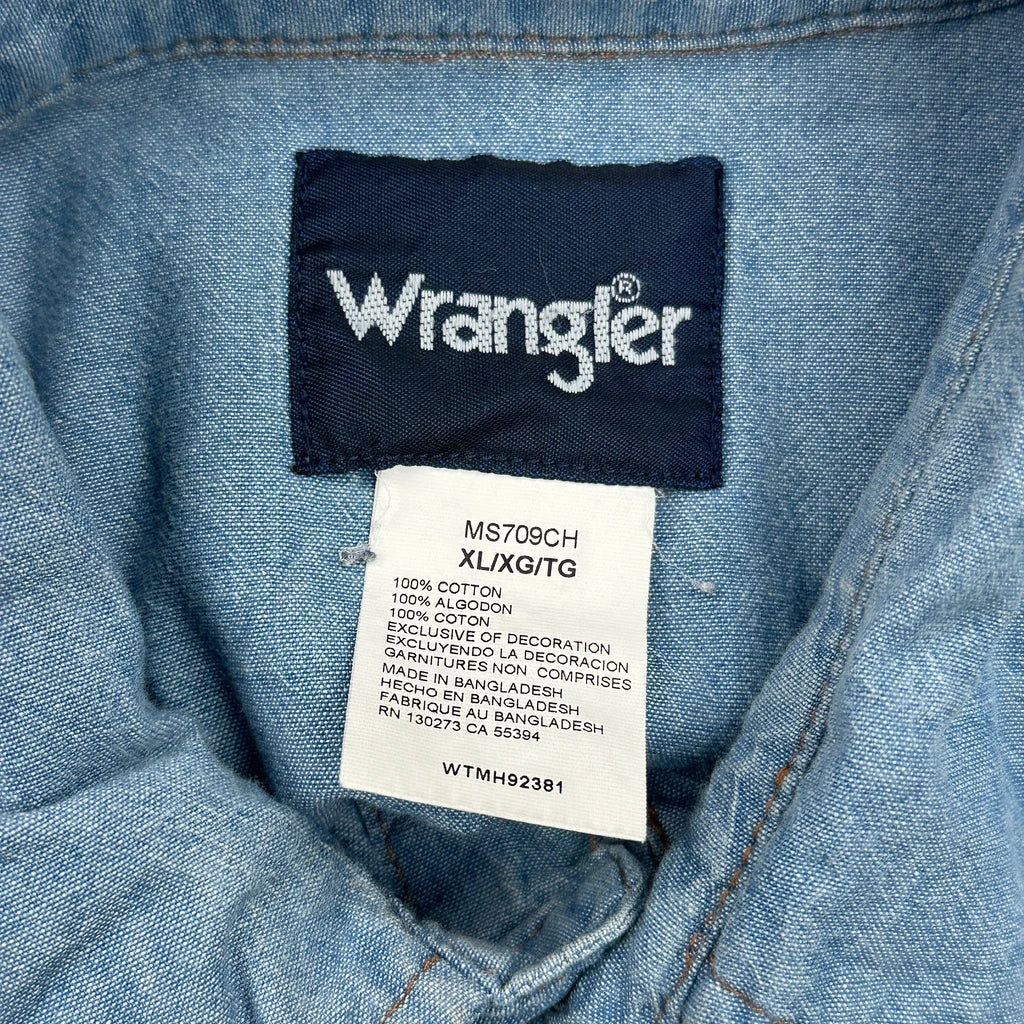 Wrangler®
MS709CH
XL/XG/TG
100% COTTON
100% ALGODON
100% COTON
EXCLUSIVE OF DECORATION
EXCLUYENDO LA DECORACION
GARNITURES NON COMPRISES
MADE IN BANGLADESH
HECHO EN BANGLADESH
FABRIQUE AU BANGLADESH
RN 130273 CA 55394
WTMH92381